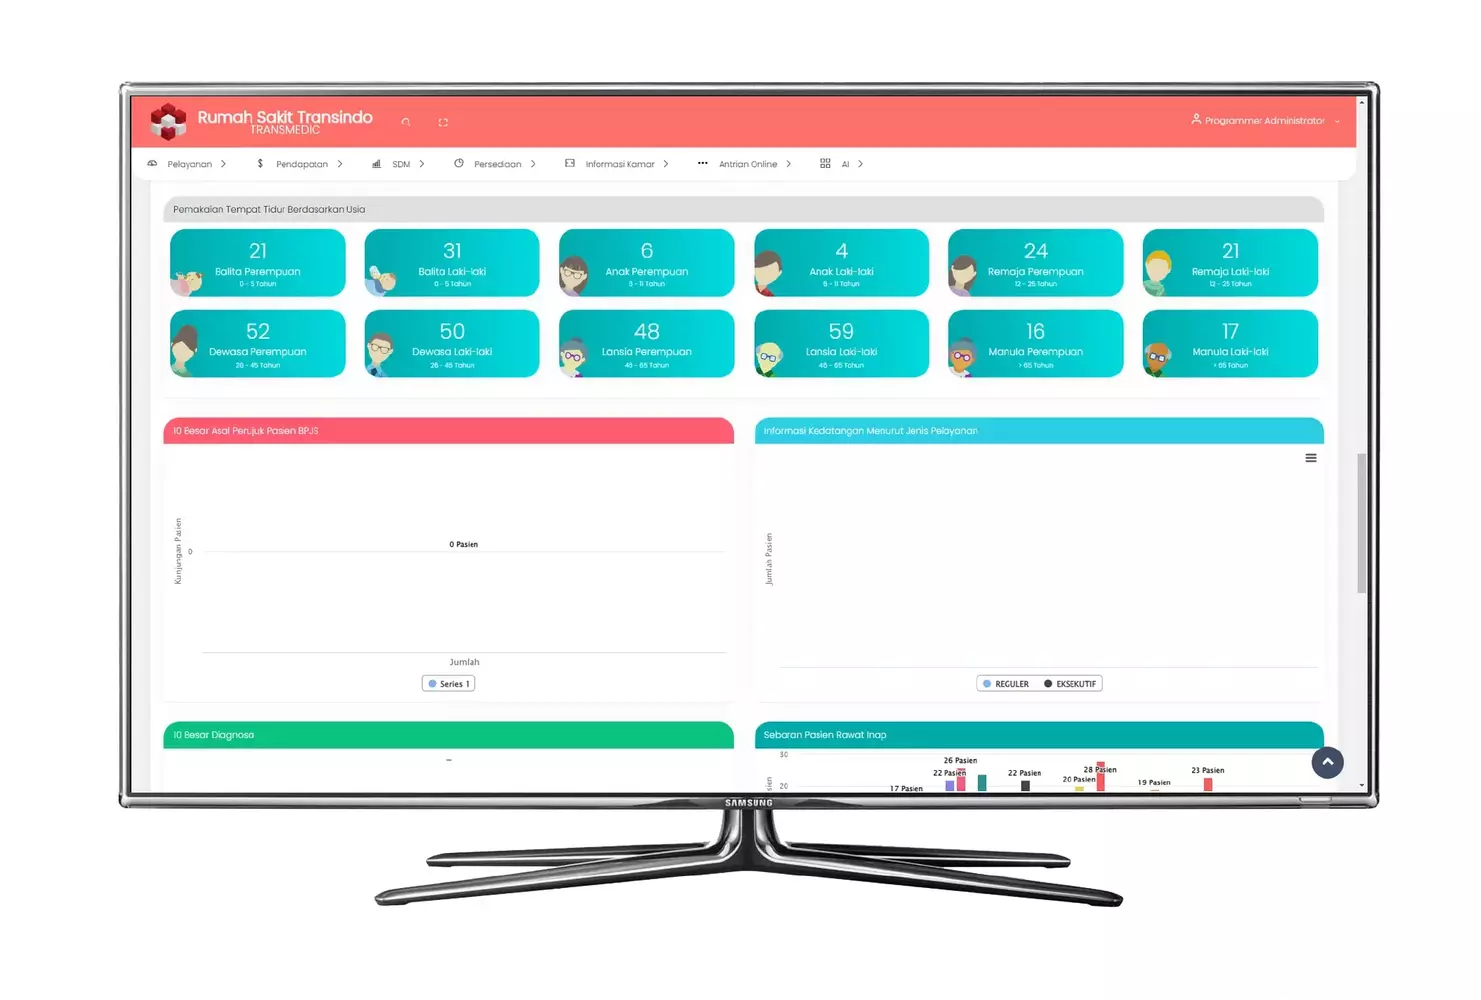 Rumah Sakit Transindo
TRANSMEDIC
Programmer Administrator
Pelayanan
$ Pendapatan
SDM
Persediaan
Informasi Kamar
Antrian Online
AI
Pemakaian Tempat Tidur Berdasarkan Usia
21
Balita Perempuan
0 - 5 Tahun
31
Balita Laki-laki
0 - 5 Tahun
6
Anak Perempuan
5 - 11 Tahun
4
Anak Laki-laki
5 - 11 Tahun
24
Remaja Perempuan
12 - 25 Tahun
21
Remaja Laki-laki
12 - 25 Tahun
52
Dewasa Perempuan
26 - 45 Tahun
50
Dewasa Laki-laki
26 - 45 Tahun
48
Lansia Perempuan
46 - 65 Tahun
59
Lansia Laki-laki
46 - 65 Tahun
16
Manula Perempuan
> 65 Tahun
17
Manula Laki-laki
> 65 Tahun
10 Besar Asal Perujuk Pasien BPJS
Kunjungan Pasien
0
0 Pasien
Jumlah
Series 1
Informasi Kedatangan Menurut Jenis Pelayanan
Jumlah Pasien
REGULER
EKSEKUTIF
10 Besar Diagnosa
Sebaran Pasien Rawat Inap
30
20
17 Pasien
22 Pasien
26 Pasien
22 Pasien
20 Pasien
28 Pasien
19 Pasien
23 Pasien
SAMSUNG